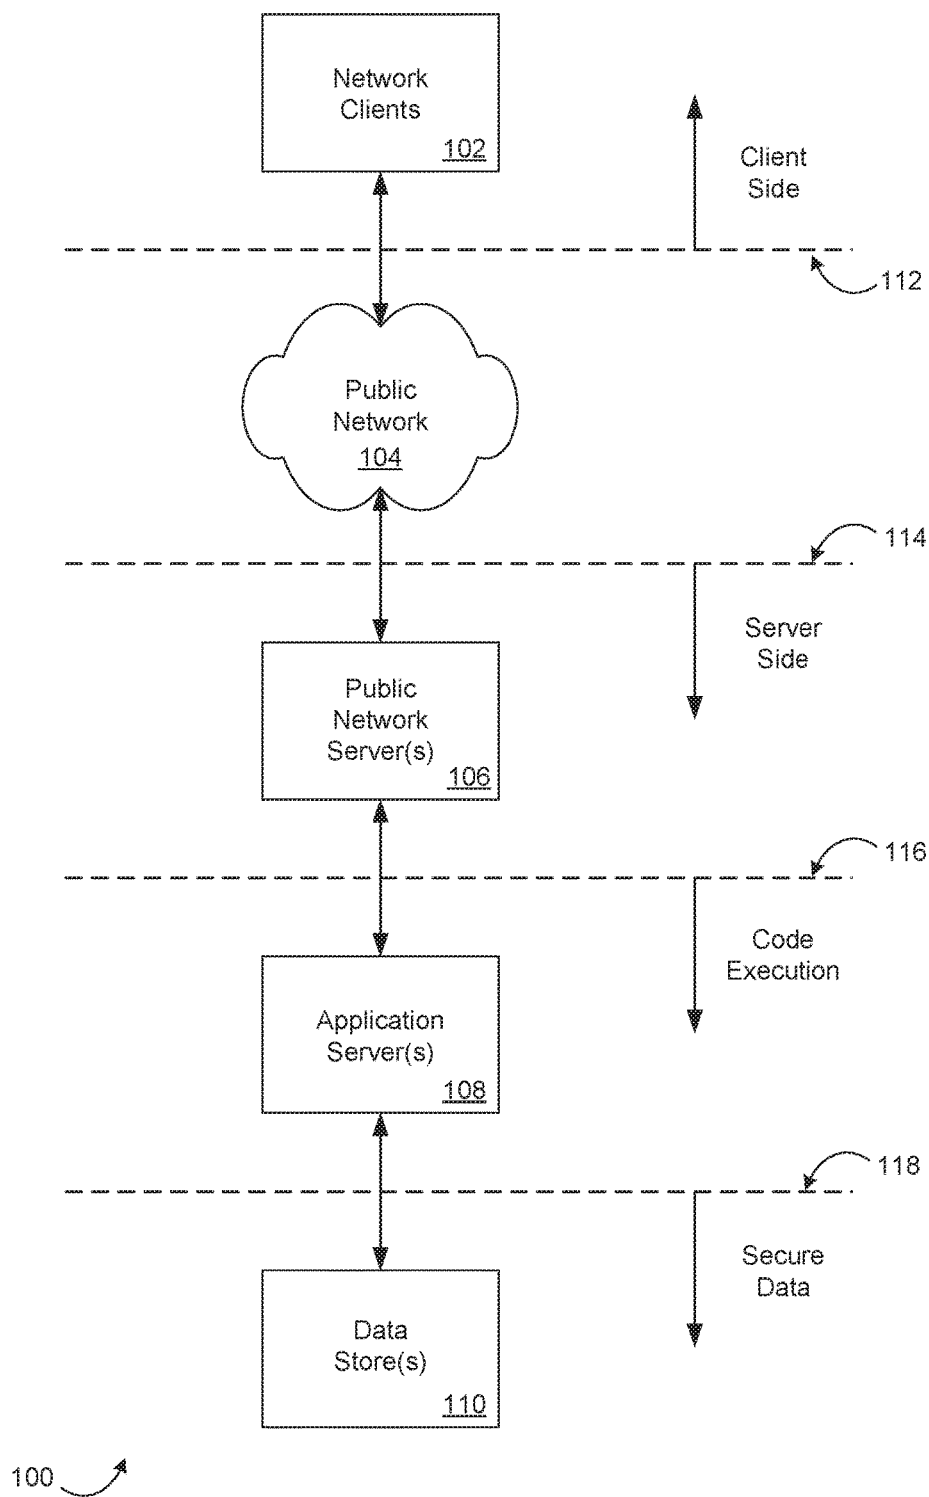 Network
Clients
102
Client
Side
112
Public
Network
104
114
Server
Side
Public
Network
Server(s)
106
116
Code
Execution
Application
Server(s)
108
118
Secure
Data
Data
Store(s)
110
100